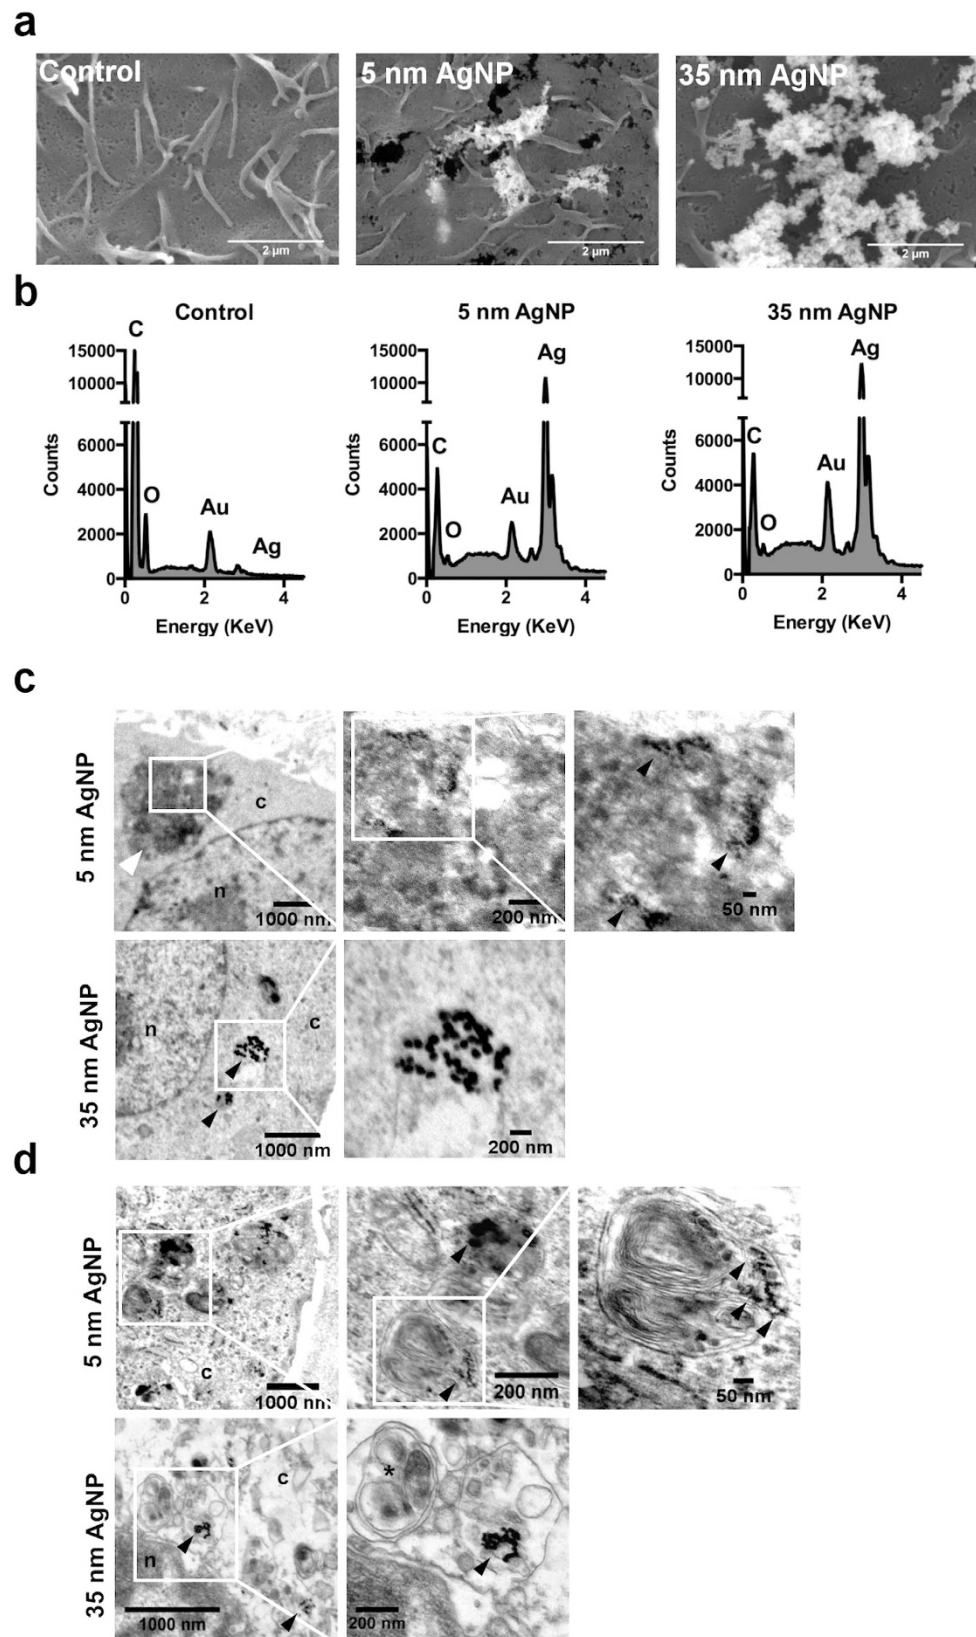 a
Control
5 nm AgNP
35 nm AgNP
2 µm
2 µm
2 µm
b
Control
5 nm AgNP
35 nm AgNP
C
O
Au
Ag
15000
10000
6000
4000
2000
0
Counts
0 2 4
Energy (KeV)
C
O
Au
Ag
15000
10000
6000
4000
2000
0
Counts
0 2 4
Energy (KeV)
C
O
Au
Ag
15000
10000
6000
4000
2000
0
Counts
0 2 4
Energy (KeV)
c
5 nm AgNP
c
n
1000 nm
200 nm
50 nm
35 nm AgNP
n
c
1000 nm
200 nm
d
5 nm AgNP
c
1000 nm
200 nm
50 nm
35 nm AgNP
c
n
1000 nm
*
200 nm